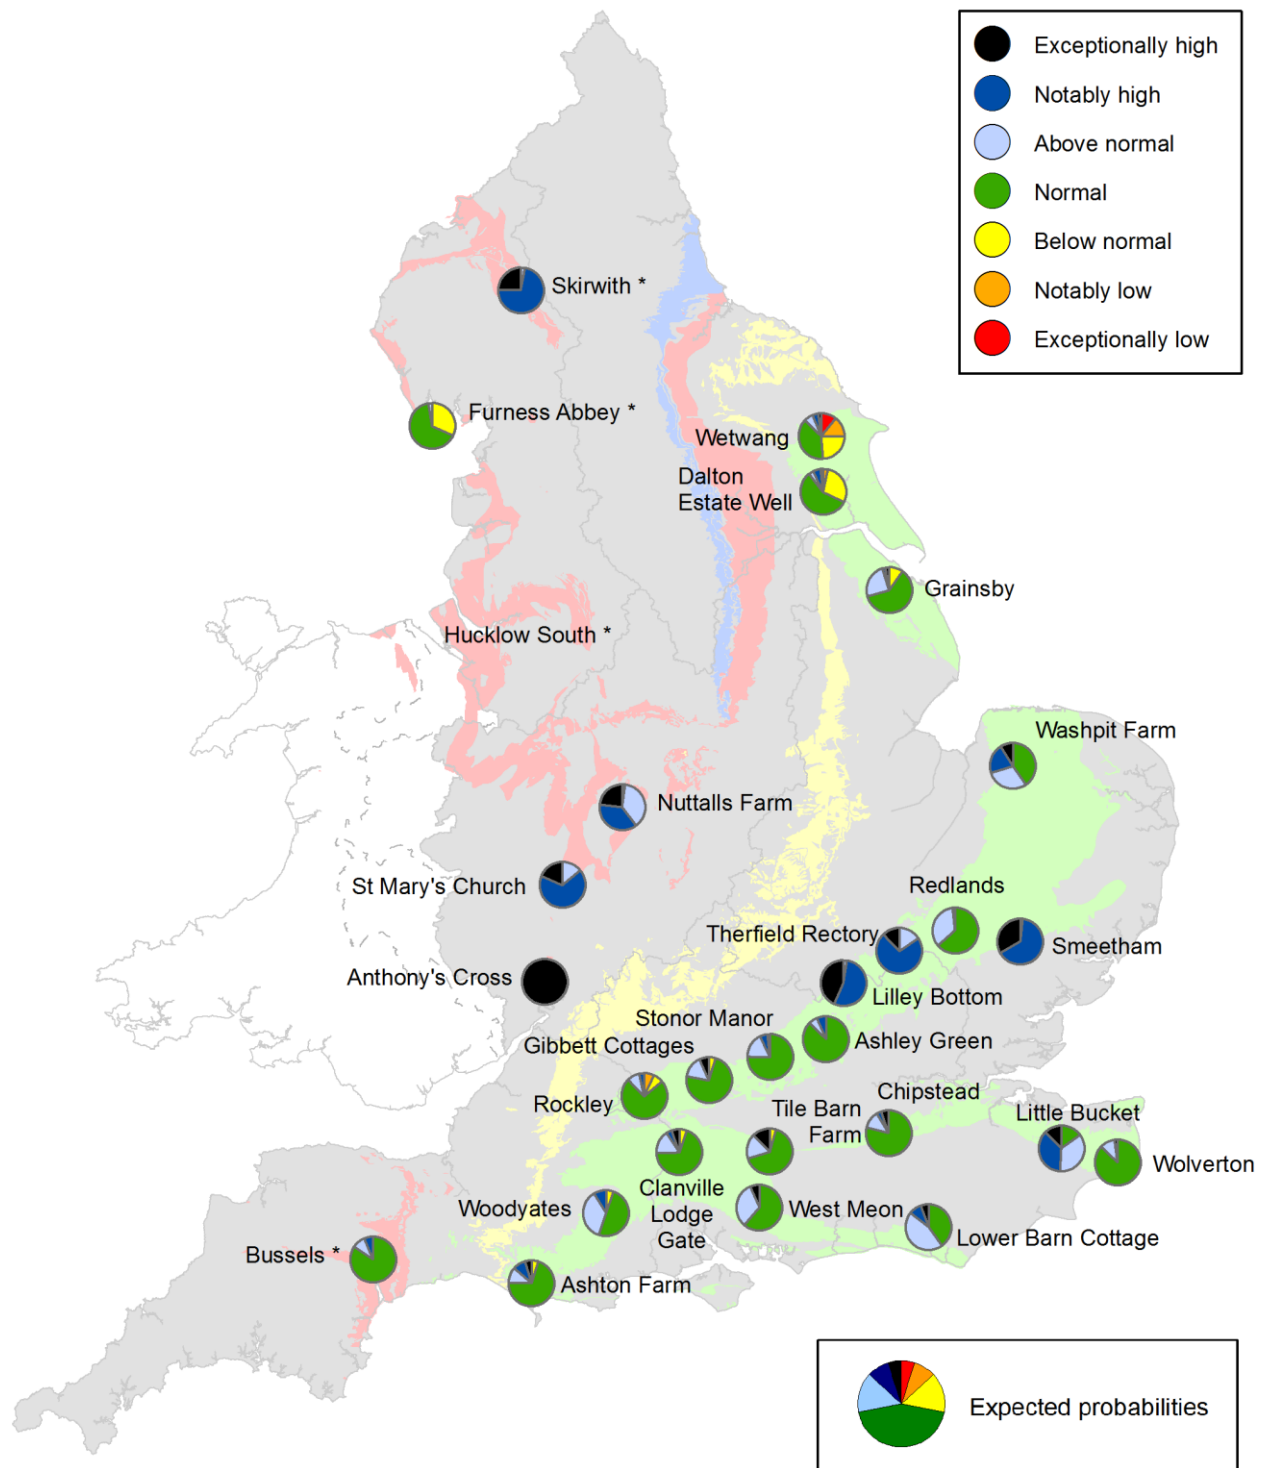 Exceptionally high
Notably high
Above normal
Normal
Below normal
Notably low
Exceptionally low
Skirwith *
Furness Abbey *
Wetwang
Dalton
Estate Well
Grainsby
Hucklow South *
Washpit Farm
Nuttalls Farm
St Mary's Church
Redlands
Therfield Rectory
Smeetham
Anthony's Cross
Lilley Bottom
Stonor Manor
Gibbett Cottages
Ashley Green
Rockley
Chipstead
Tile Barn
Farm
Little Bucket
Wolverton
Clanville
Lodge
Gate
Woodyates
West Meon
Lower Barn Cottage
Bussels *
Ashton Farm
Expected probabilities